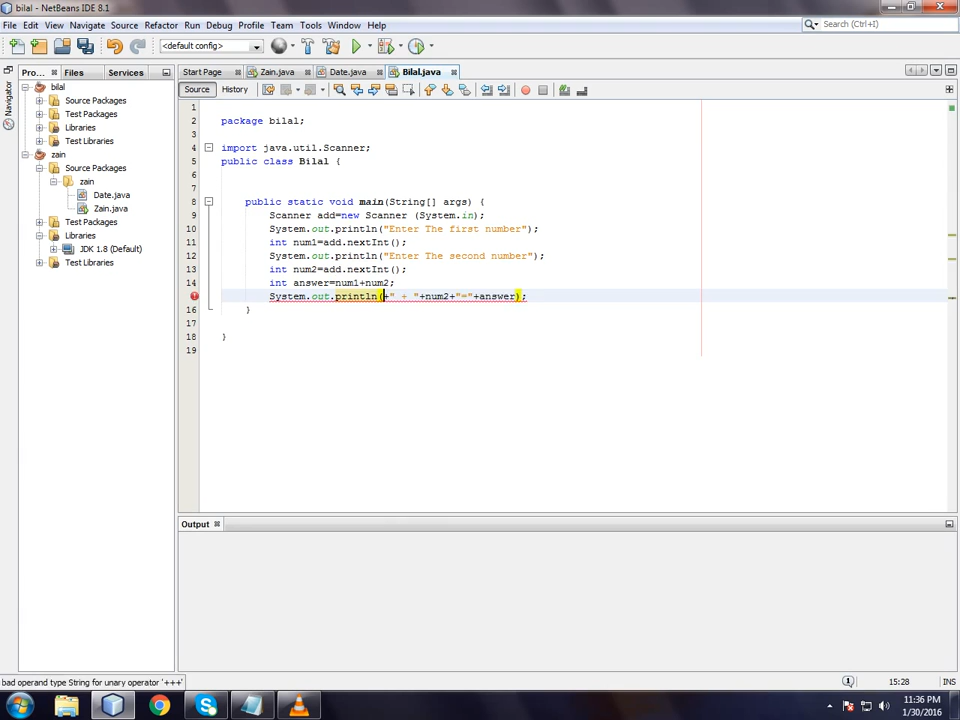 bilal - NetBeans IDE 8.1
File Edit View Navigate Source Refactor Run Debug Profile Team Tools Window Help
Search (Ctrl+I)
<default config>
Pro... Files Services
Start Page Zain.java Date.java Bilal.java
Navigator
Source History
bilal
Source Packages
Test Packages
Libraries
Test Libraries
zain
Source Packages
zain
Date.java
Zain.java
Test Packages
Libraries
JDK 1.8 (Default)
Test Libraries
1
2 package bilal;
3
4 import java.util.Scanner;
5 public class Bilal {
6
7
8 public static void main(String[] args) {
9 Scanner add=new Scanner (System.in);
10 System.out.println("Enter The first number");
11 int num1=add.nextInt();
12 System.out.println("Enter The second number");
13 int num2=add.nextInt();
14 int answer=num1+num2;
System.out.println(+" + "+num2+"="+answer);
16 }
17
18 }
19
Output
bad operand type String for unary operator '+++'
1
15:28
INS
11:36 PM
1/30/2016